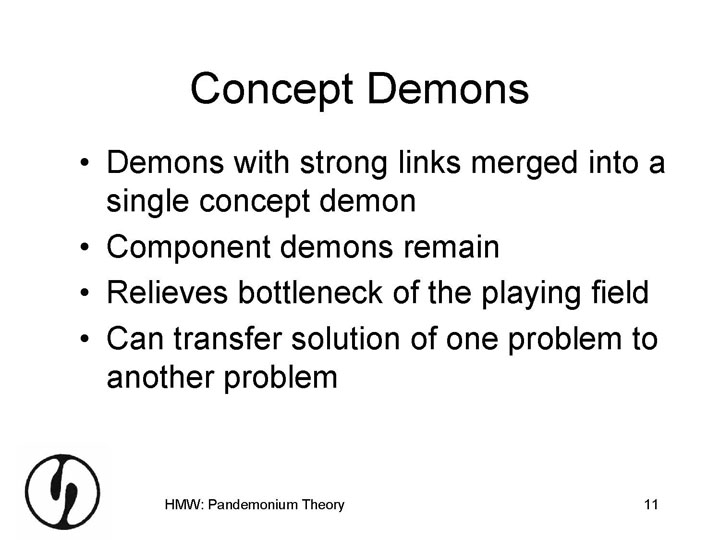 Concept Demons
• Demons with strong links merged into a
single concept demon
• Component demons remain
• Relieves bottleneck of the playing field
• Can transfer solution of one problem to
another problem
HMW: Pandemonium Theory
11